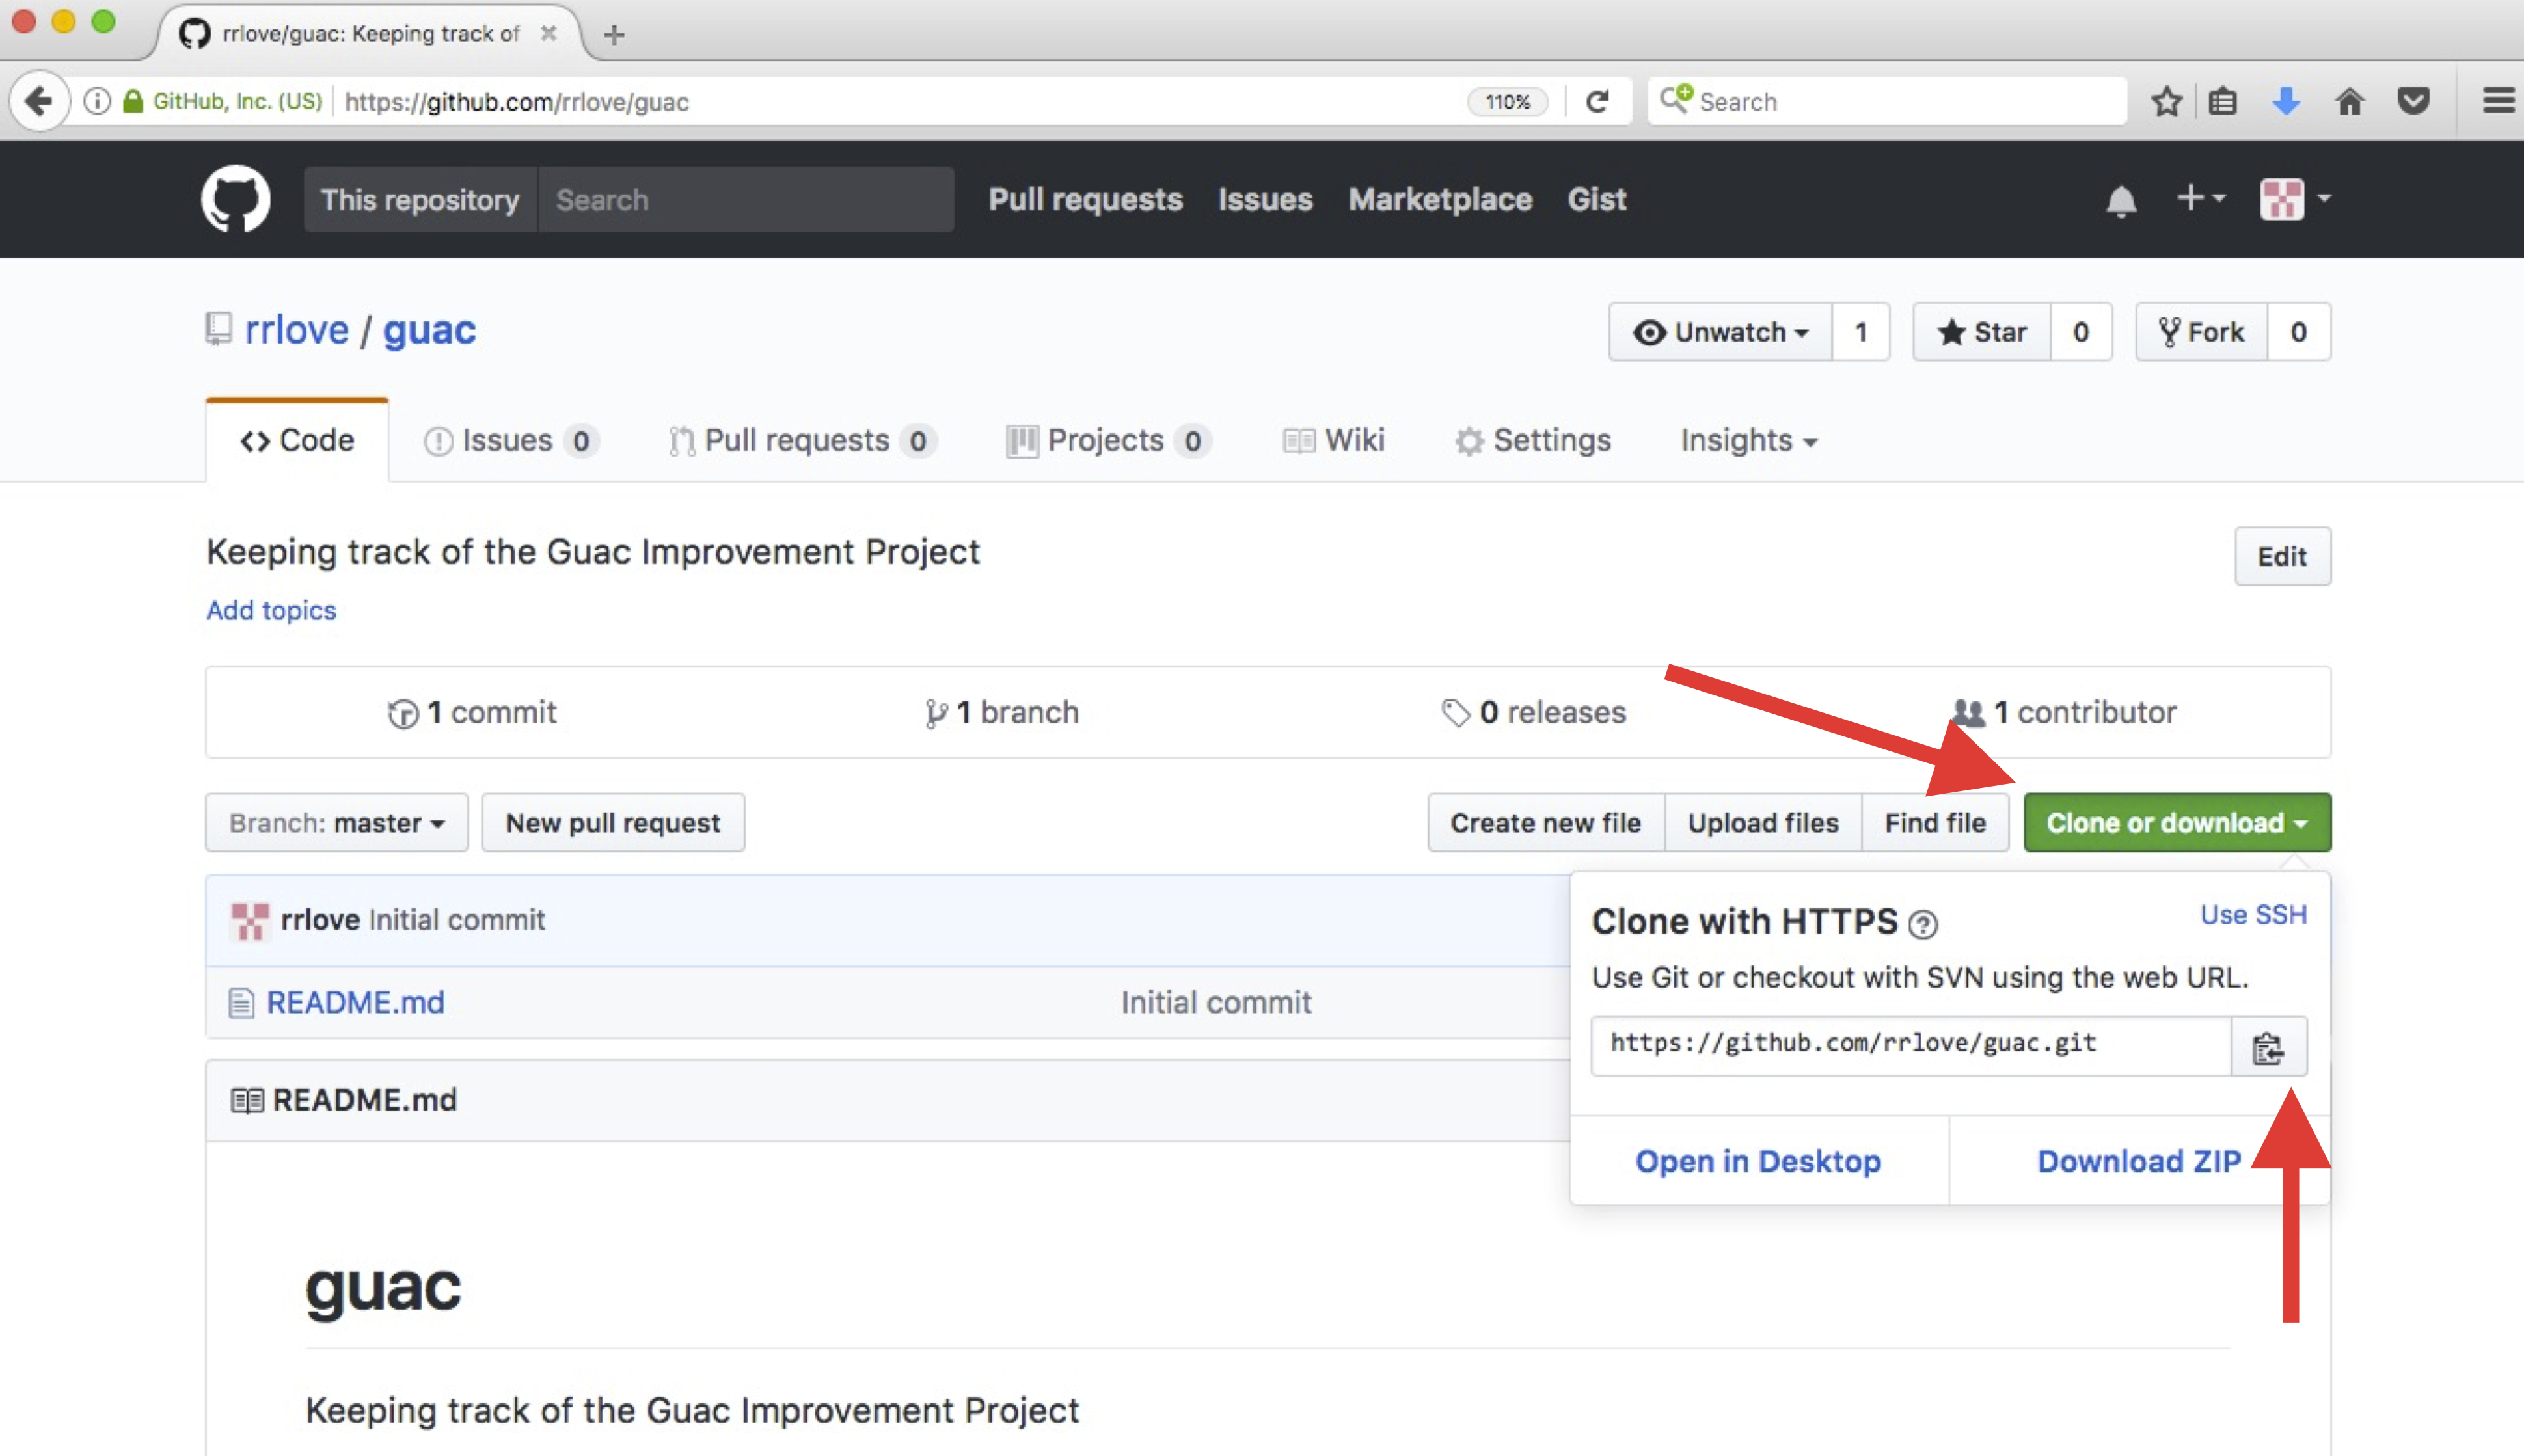 rrlove/guac: Keeping track of
GitHub, Inc. (US) https://github.com/rrlove/guac 110% Search
This repository Search Pull requests Issues Marketplace Gist
rrlove / guac Unwatch 1 Star 0 Fork 0
Code Issues 0 Pull requests 0 Projects 0 Wiki Settings Insights
Keeping track of the Guac Improvement Project Edit
Add topics
1 commit 1 branch 0 releases 1 contributor
Branch: master New pull request Create new file Upload files Find file Clone or download
rrlove Initial commit
README.md Initial commit
Clone with HTTPS ? Use SSH
Use Git or checkout with SVN using the web URL.
https://github.com/rrlove/guac.git
Open in Desktop Download ZIP
README.md
guac
Keeping track of the Guac Improvement Project